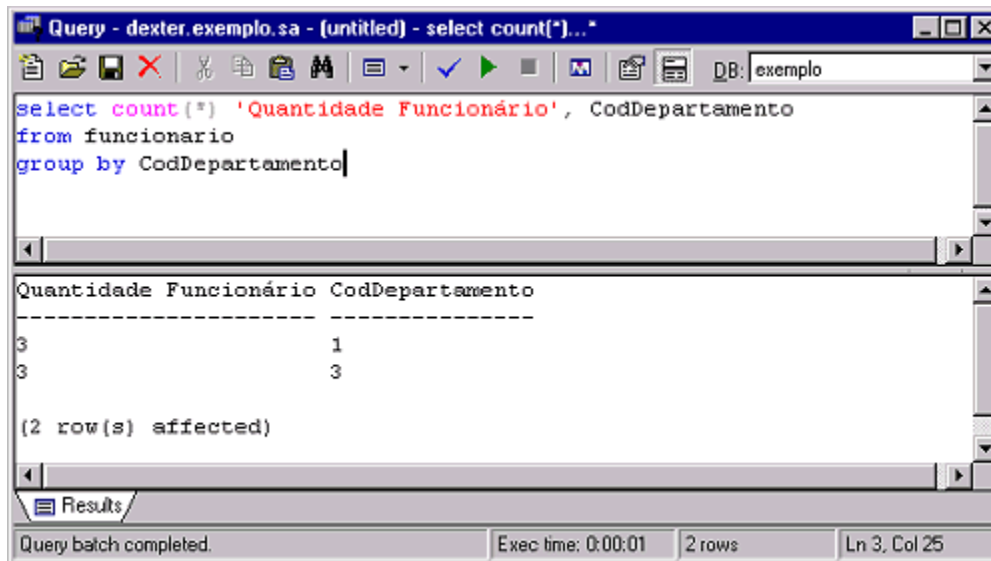 Query - dexter.exemplo.sa - (untitled) - select count(*)...*
DB: exemplo
select count(*) 'Quantidade Funcionário', CodDepartamento
from funcionario
group by CodDepartamento
Quantidade Funcionário CodDepartamento
---------------------- ---------------
3 1
3 3
(2 row(s) affected)
Results
Query batch completed. Exec time: 0:00:01 2 rows Ln 3, Col 25